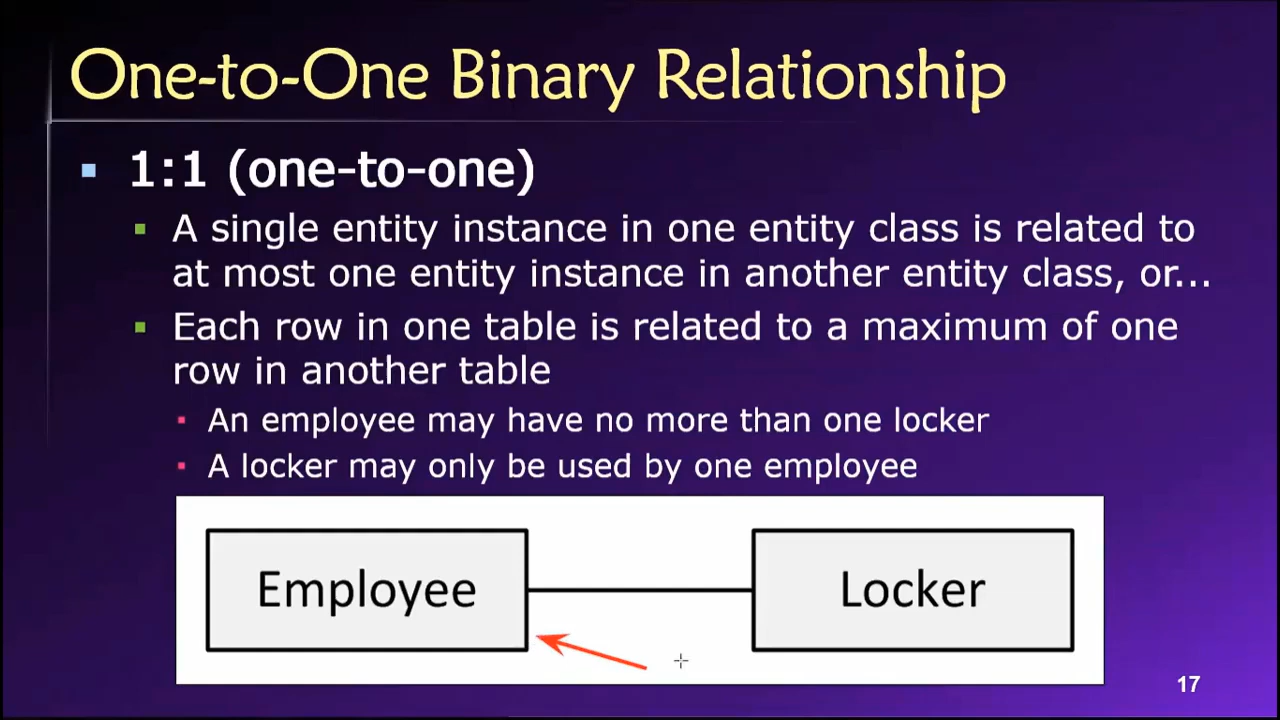 One-to-One Binary Relationship
1:1 (one-to-one)
A single entity instance in one entity class is related to
at most one entity instance in another entity class, or...
Each row in one table is related to a maximum of one
row in another table
An employee may have no more than one locker
A locker may only be used by one employee
Employee
Locker
17